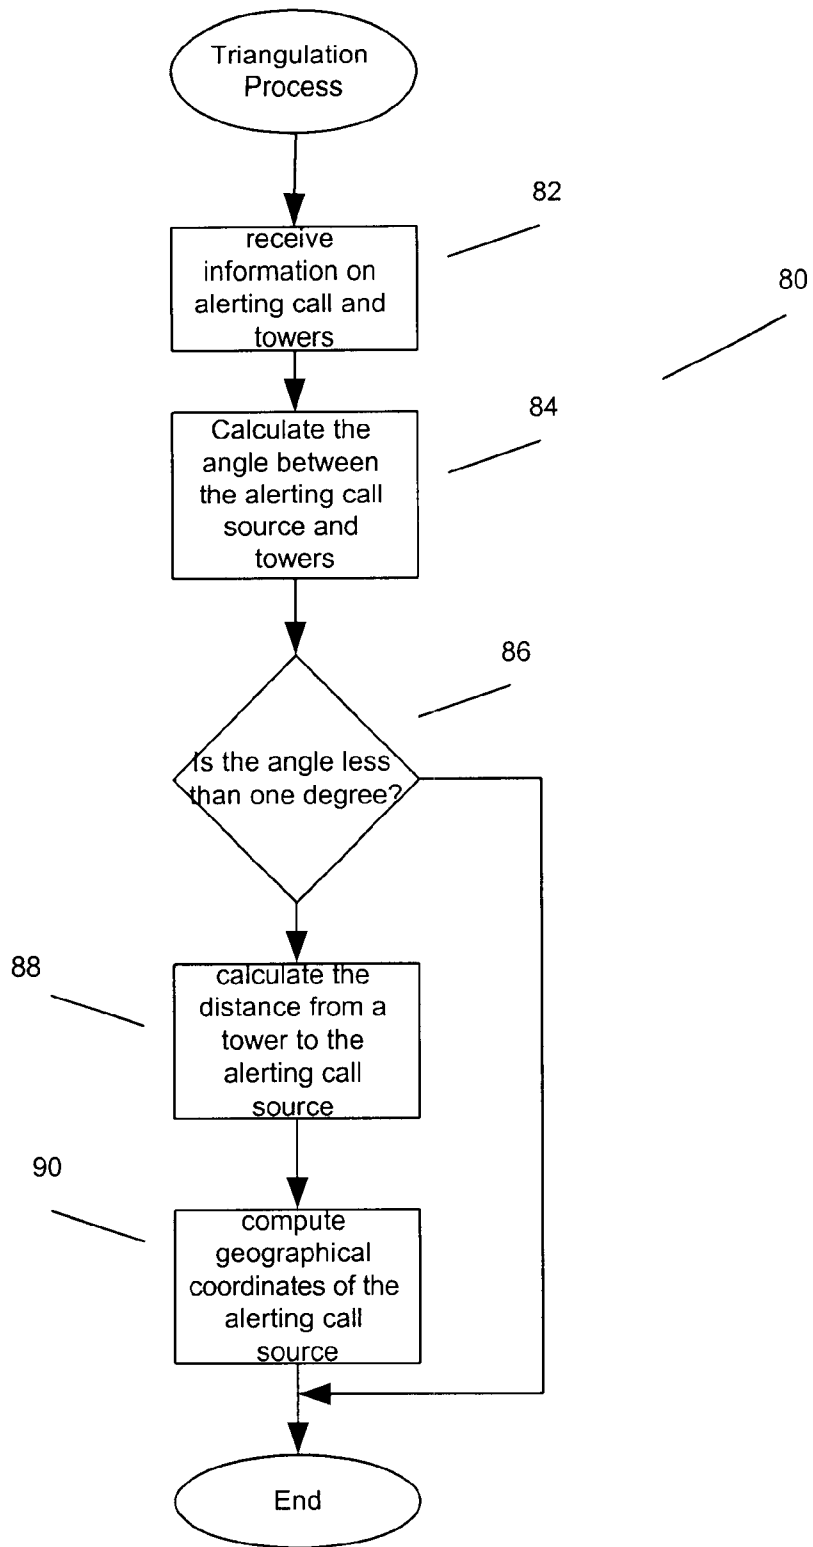 Triangulation
Process
82
receive
information on
alerting call and
towers
80
84
Calculate the
angle between
the alerting call
source and
towers
86
Is the angle less
than one degree?
88
calculate the
distance from a
tower to the
alerting call
source
90
compute
geographical
coordinates of the
alerting call
source
End